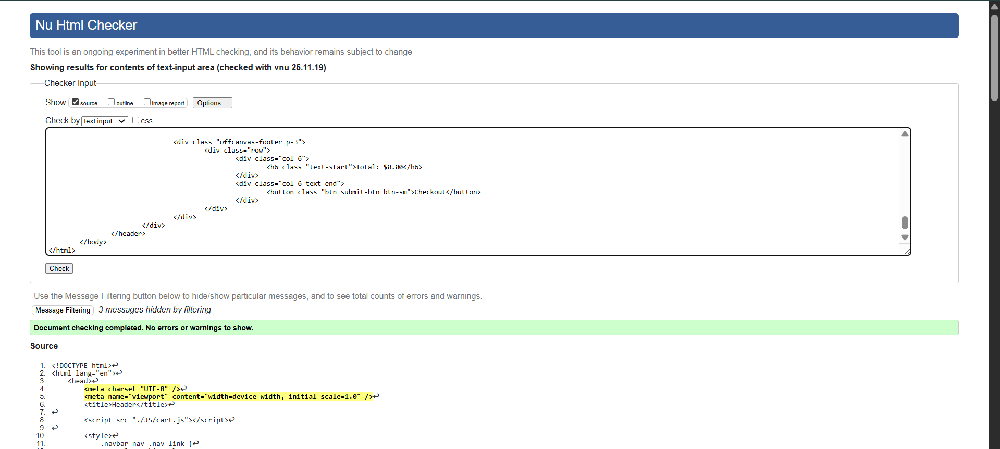 Nu Html Checker
This tool is an ongoing experiment in better HTML checking, and its behavior remains subject to change
Showing results for contents of text-input area (checked with vnu 25.11.19)
Checker Input
Show source outline image report Options...
Check by text input css
<div class="offcanvas-footer p-3">
<div class="row">
<div class="col-6">
<h6 class="text-start">Total: $0.00</h6>
</div>
<div class="col-6 text-end">
<button class="btn submit-btn btn-sm">Checkout</button>
</div>
</div>
</div>
</div>
</header>
</body>
</html>
Check
Use the Message Filtering button below to hide/show particular messages, and to see total counts of errors and warnings.
Message Filtering 3 messages hidden by filtering
Document checking completed. No errors or warnings to show.
Source
1. <!DOCTYPE html>↩
2. <html lang="en">↩
3. <head>↩
4. <meta charset="UTF-8" />↩
5. <meta name="viewport" content="width=device-width, initial-scale=1.0" />↩
6. <title>Header</title>↩
7. ↩
8. <script src="./JS/cart.js"></script>↩
9. ↩
10. <style>↩
11. .navbar-nav .nav-link {↩